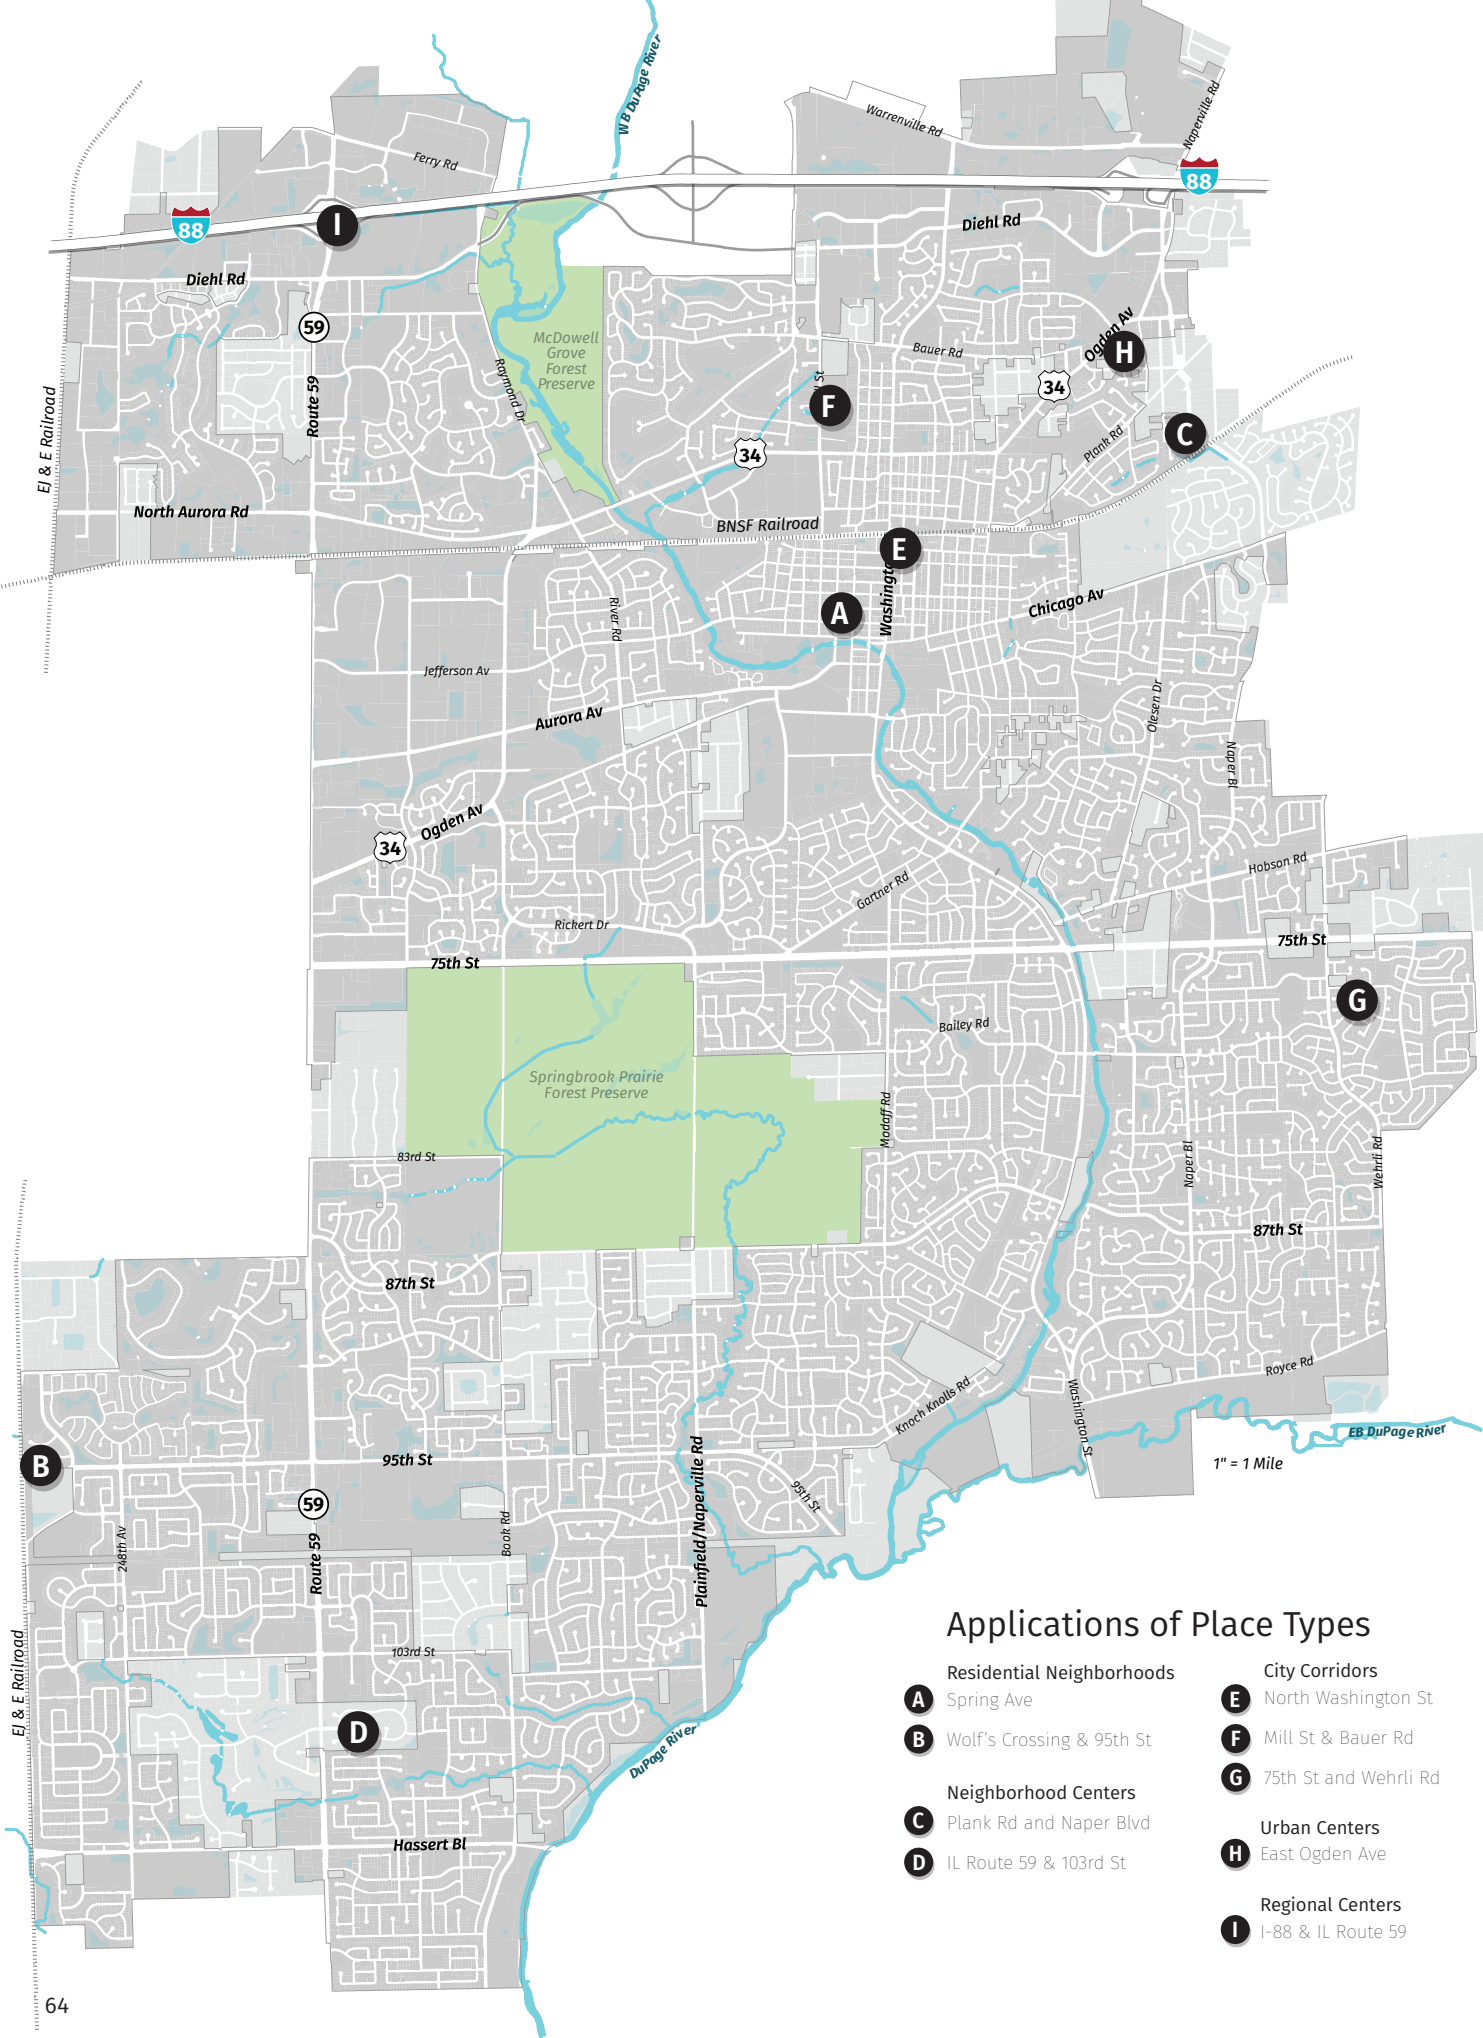 W B DuPage River
Naperville Rd
Warrenville Rd
Ferry Rd
88
88
I
Diehl Rd
Diehl Rd
59
McDowell
Grove
Forest
Preserve
Ogden Av
H
Bauer Rd
34
Raymond Dr
Route 59
St
F
C
Plank Rd
34
EJ & E Railroad
North Aurora Rd
BNSF Railroad
E
Washingto
A
Chicago Av
River Rd
Jefferson Av
Olesen Dr
Aurora Av
Naper Bl
Ogden Av
34
Hobson Rd
Gartner Rd
Rickert Dr
75th St
75th St
G
Bailey Rd
Springbrook Prairie
Forest Preserve
Modaff Rd
83rd St
Naper Bl
Wehrli Rd
87th St
87th St
Royce Rd
Knoch Knolls Rd
Washington St
EB DuPage River
95th St
B
1" = 1 Mile
Plainfield/Naperville Rd
95th St
59
Book Rd
248th Av
Route 59
103rd St
EJ & E Railroad
D
DuPage River
Hassert Bl
Applications of Place Types
Residential Neighborhoods
A Spring Ave
B Wolf's Crossing & 95th St
Neighborhood Centers
C Plank Rd and Naper Blvd
D IL Route 59 & 103rd St
City Corridors
E North Washington St
F Mill St & Bauer Rd
G 75th St and Wehrli Rd
Urban Centers
H East Ogden Ave
Regional Centers
I I-88 & IL Route 59
64